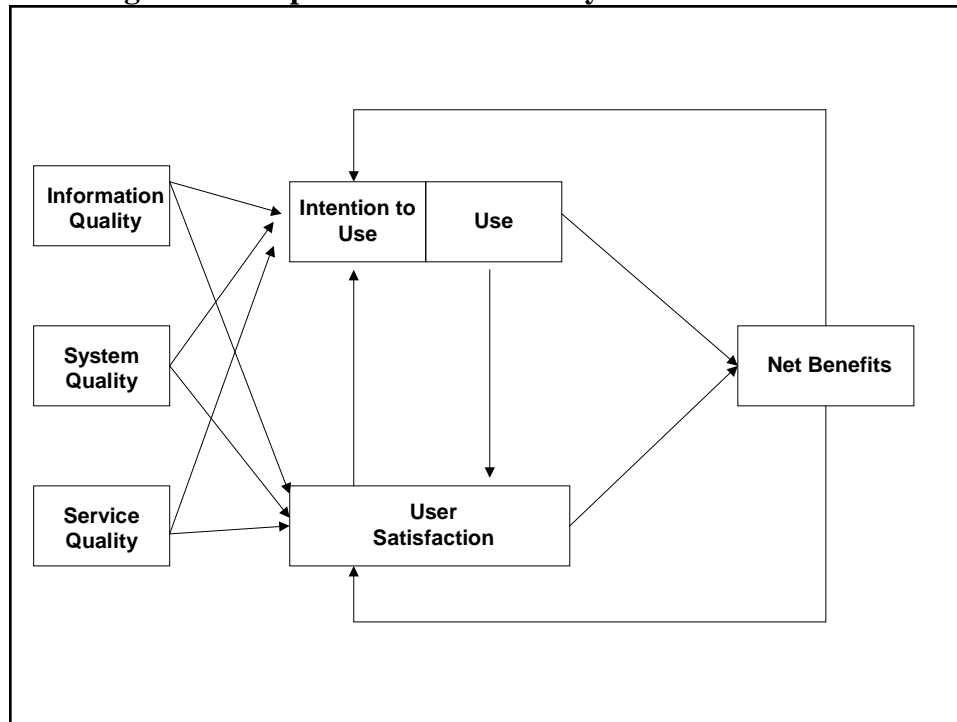 Information
Quality
Intention to
Use
Use
System
Quality
Net Benefits
Service
Quality
User
Satisfaction